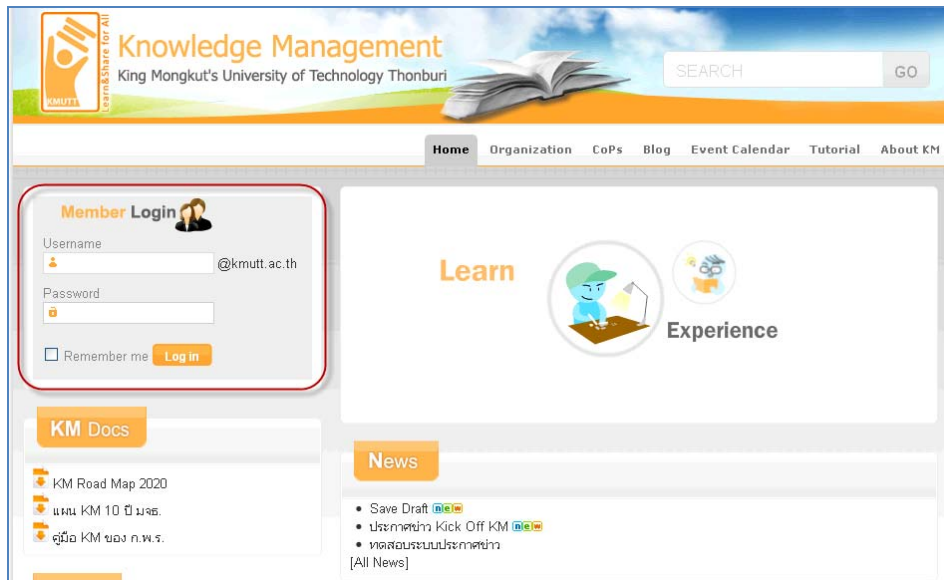 Learn&Share for All
KMUTT
Knowledge Management
King Mongkut's University of Technology Thonburi
SEARCH
GO
Home Organization CoPs Blog Event Calendar Tutorial About KM
Member Login
Username
@kmutt.ac.th
Password
Remember me Log in
Learn
Experience
KM Docs
KM Road Map 2020
แผน KM 10 ปี มจธ.
คู่มือ KM ของ ก.พ.ร.
News
Save Draft new
ประกาศข่าว Kick Off KM new
ทดสอบระบบประกาศข่าว
[All News]